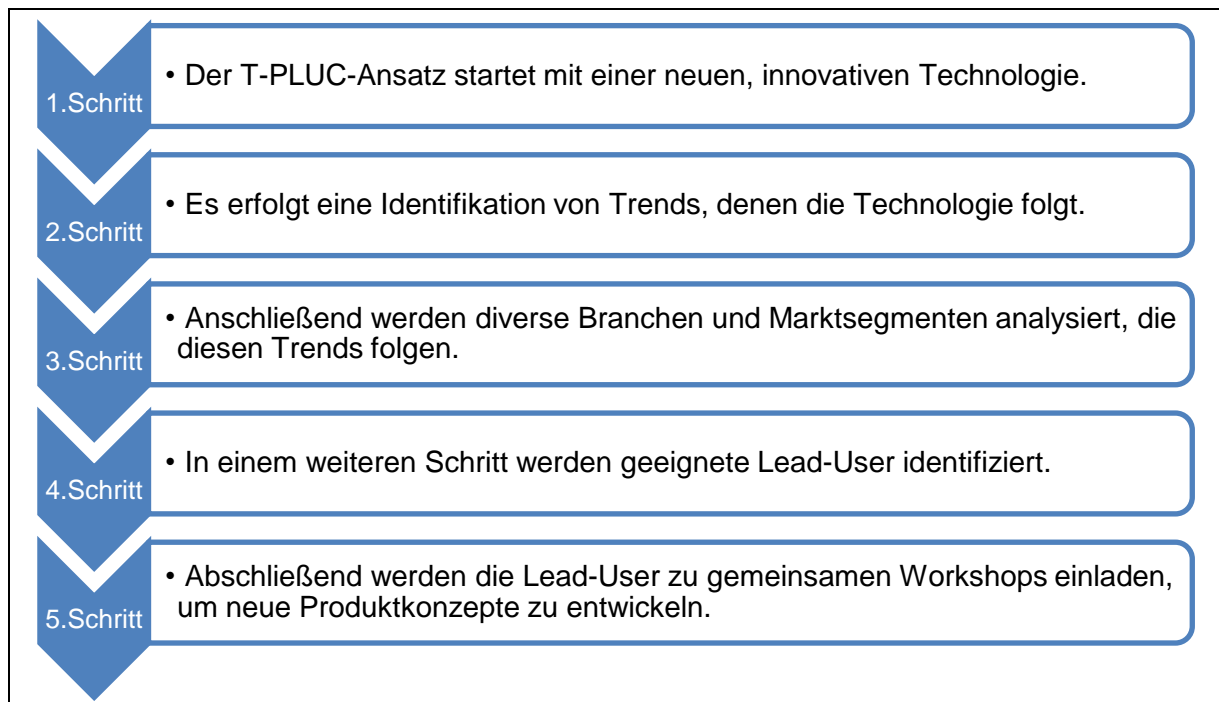 1.Schritt
• Der T-PLUC-Ansatz startet mit einer neuen, innovativen Technologie.
2.Schritt
• Es erfolgt eine Identifikation von Trends, denen die Technologie folgt.
3.Schritt
• Anschließend werden diverse Branchen und Marktsegmenten analysiert, die
diesen Trends folgen.
4.Schritt
• In einem weiteren Schritt werden geeignete Lead-User identifiziert.
5.Schritt
• Abschließend werden die Lead-User zu gemeinsamen Workshops einladen,
um neue Produktkonzepte zu entwickeln.